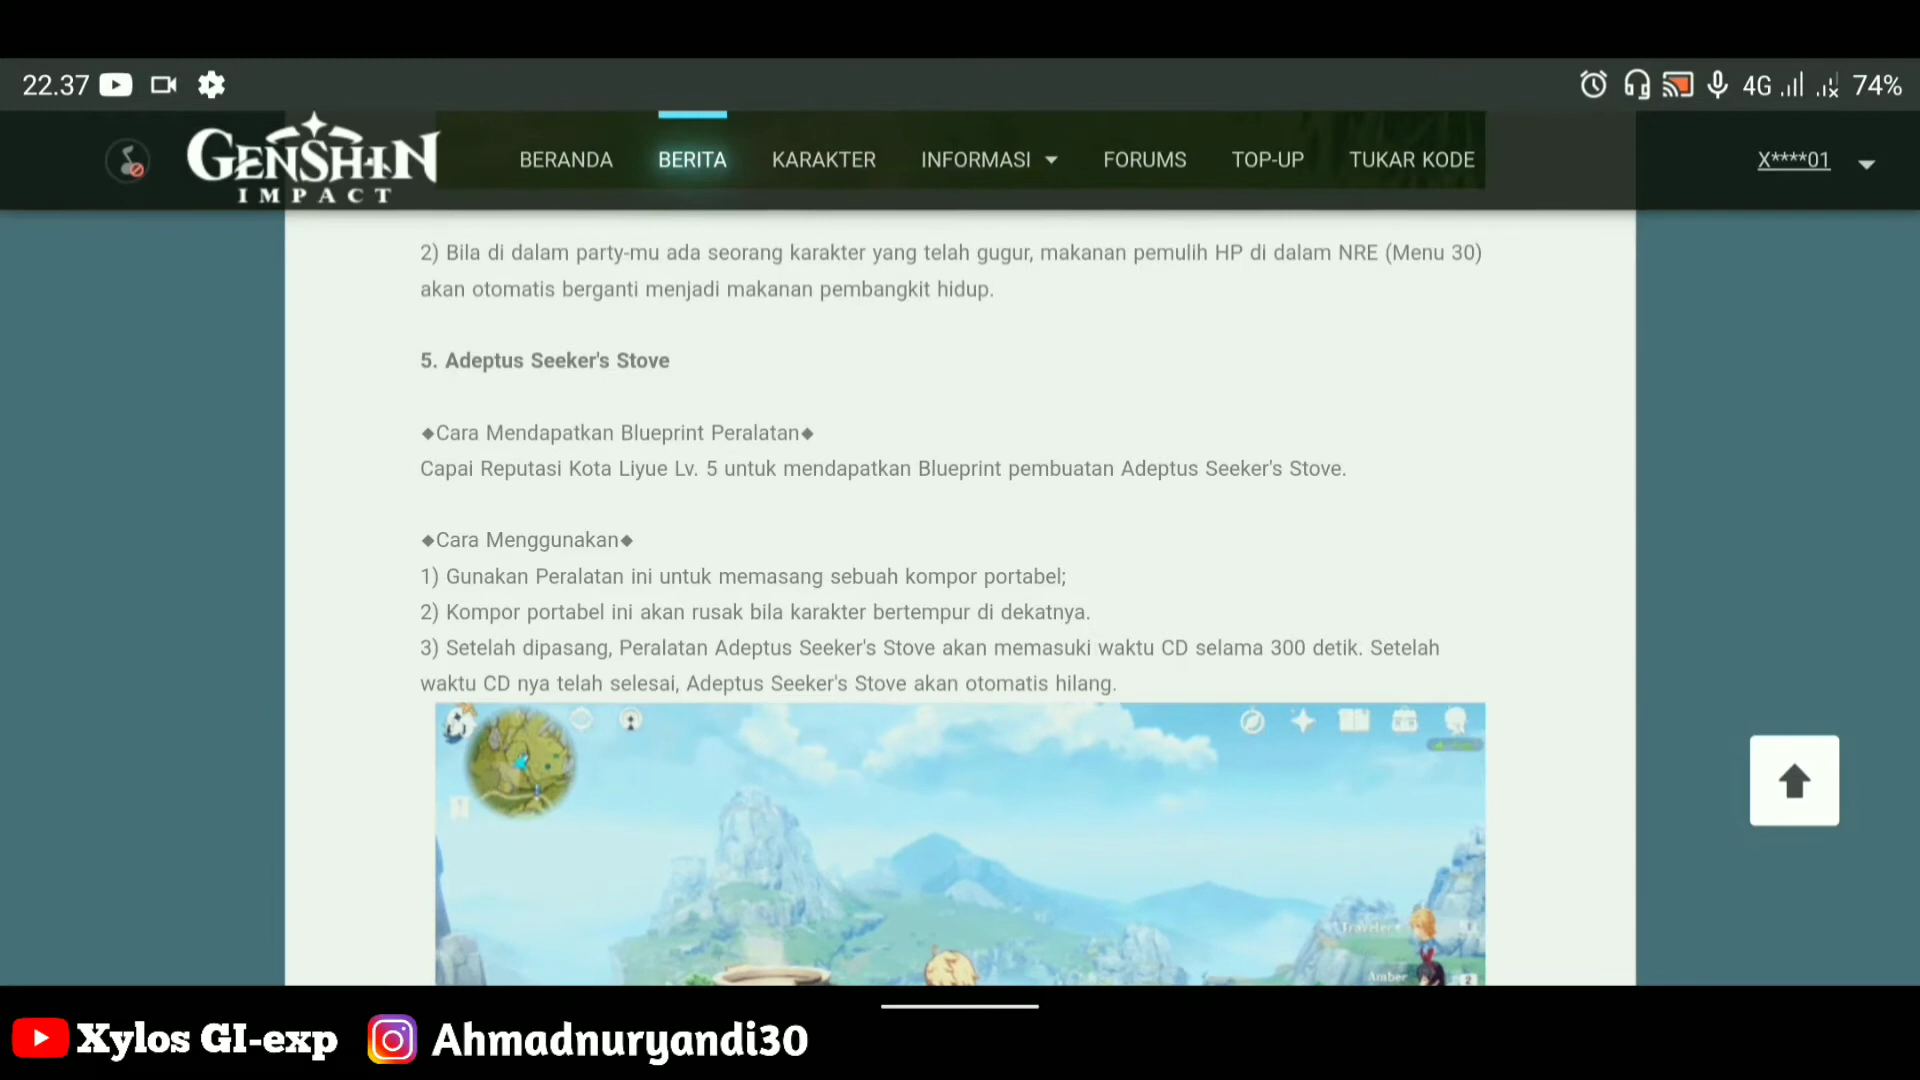 22.37
4G
74%
GENSHIN
IMPACT
BERANDA
BERITA
KARAKTER
INFORMASI
FORUMS
TOP-UP
TUKAR KODE
X****01
2) Bila di dalam party-mu ada seorang karakter yang telah gugur, makanan pemulih HP di dalam NRE (Menu 30)
akan otomatis berganti menjadi makanan pembangkit hidup.
5. Adeptus Seeker's Stove
◆Cara Mendapatkan Blueprint Peralatan◆
Capai Reputasi Kota Liyue Lv. 5 untuk mendapatkan Blueprint pembuatan Adeptus Seeker's Stove.
◆Cara Menggunakan◆
1) Gunakan Peralatan ini untuk memasang sebuah kompor portabel;
2) Kompor portabel ini akan rusak bila karakter bertempur di dekatnya.
3) Setelah dipasang, Peralatan Adeptus Seeker's Stove akan memasuki waktu CD selama 300 detik. Setelah
waktu CD nya telah selesai, Adeptus Seeker's Stove akan otomatis hilang.
Traveler
Amber
2
Xylos GI-exp
Ahmadnuryandi30